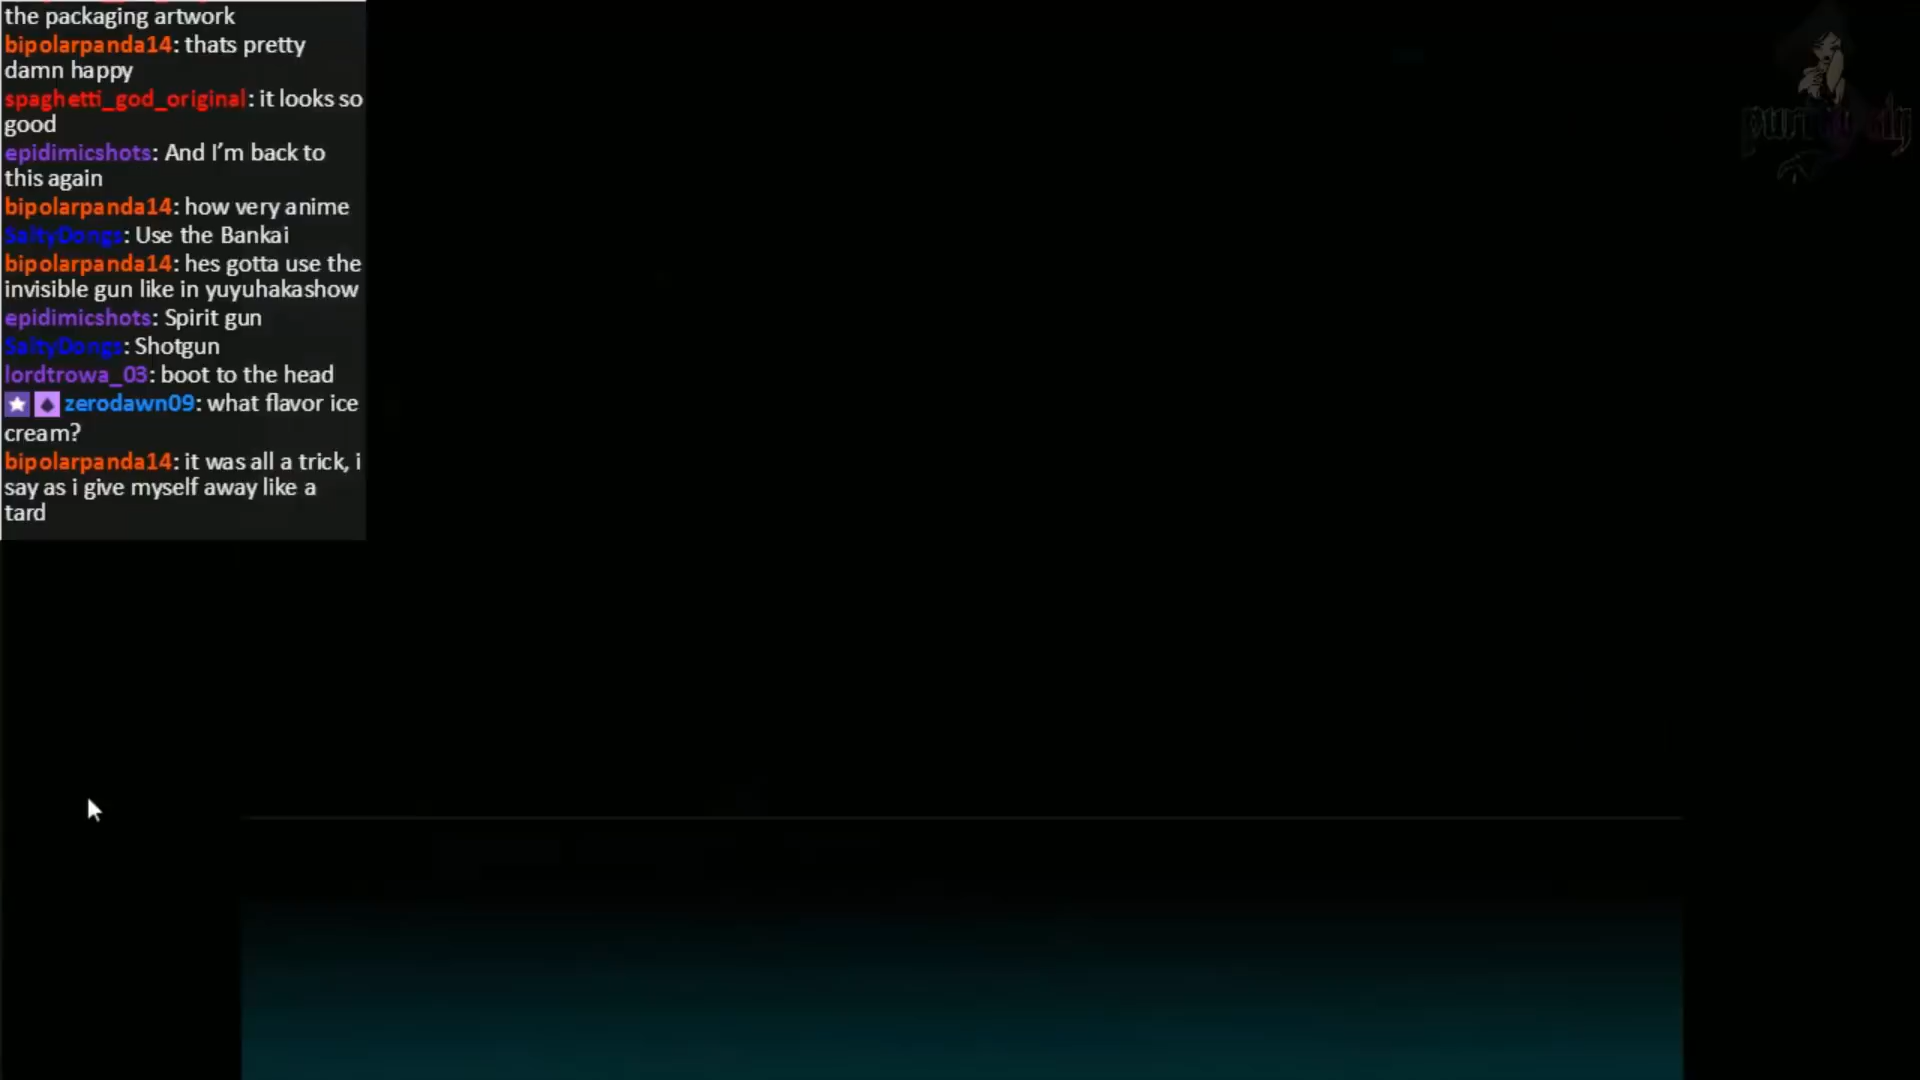 the packaging artwork
bipolarpanda14: thats pretty
damn happy
spaghetti_god_original: it looks so
good
epidimicshots: And I’m back to
this again
bipolarpanda14: how very anime
SaltyDongs: Use the Bankai
bipolarpanda14: hes gotta use the
invisible gun like in yuyuhakashow
epidimicshots: Spirit gun
SaltyDongs: Shotgun
lordtrowa_03: boot to the head
zerodawn09: what flavor ice
cream?
bipolarpanda14: it was all a trick, i
say as i give myself away like a
tard